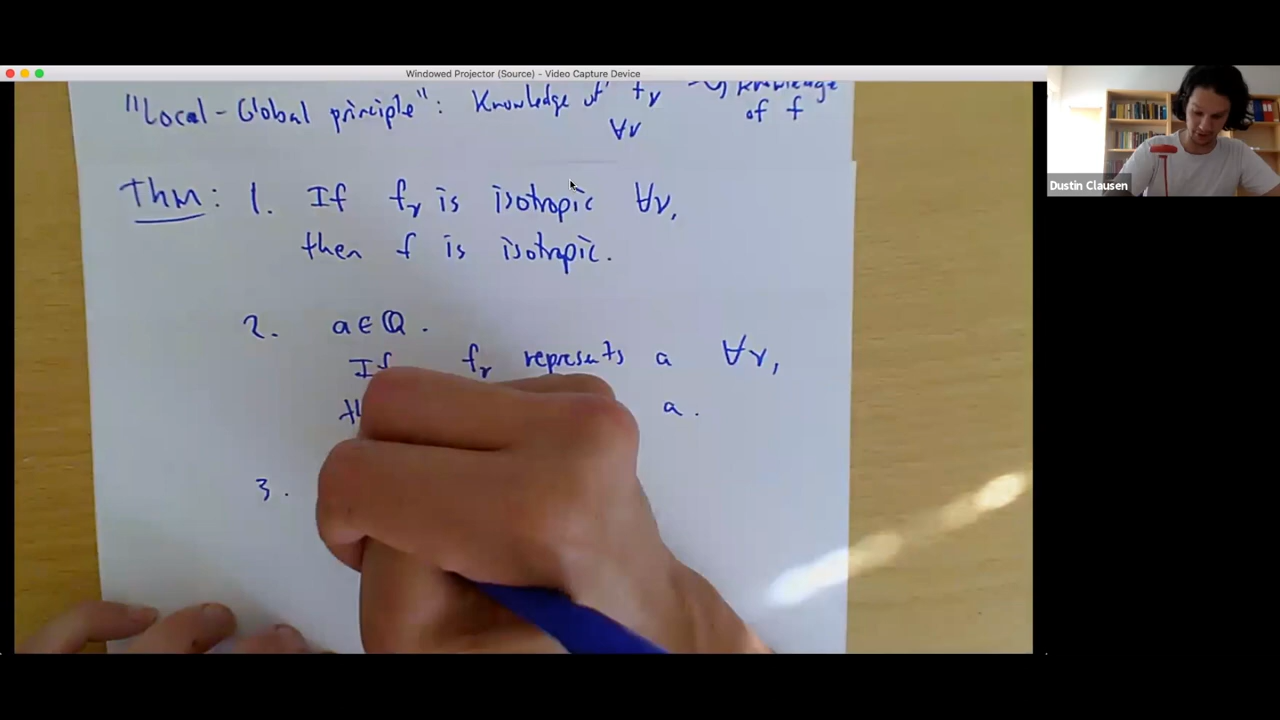 Windowed Projector (Source) - Video Capture Device
"Local-Global principle": Knowledge of f_v ⇝ knowledge
∀v of f
Dustin Clausen
Thm: 1. If f_v is isotropic ∀v,
then f is isotropic.
2. a ∈ ℚ.
If f_v represents a ∀v,
a.
3.